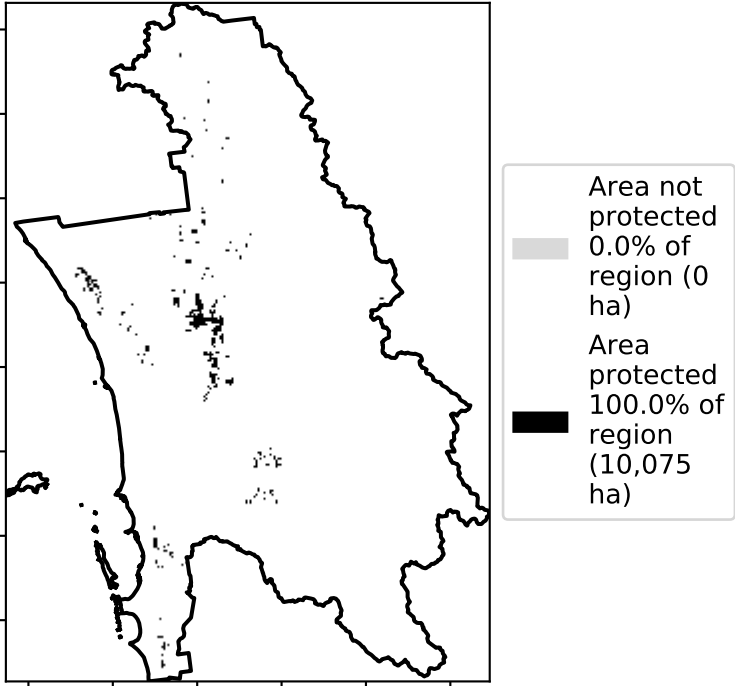 Area not
protected
0.0% of
region (0
ha)
Area
protected
100.0% of
region
(10,075
ha)